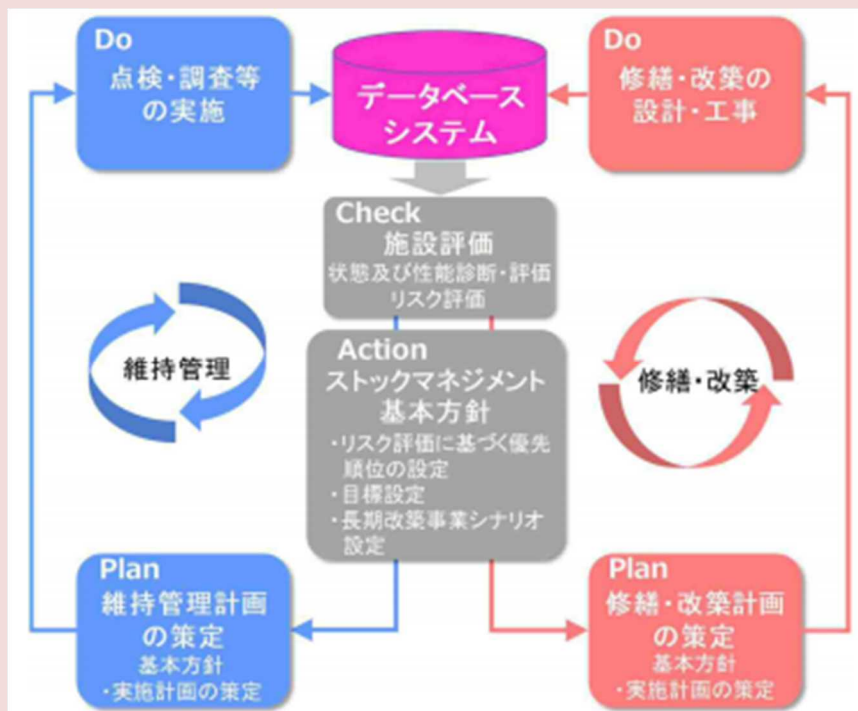 Do
点検・調査等
の実施
データベース
システム
Do
修繕・改築の
設計・工事
Check
施設評価
状態及び性能診断・評価
リスク評価
維持管理
Action
ストックマネジメント
基本方針
・リスク評価に基づく優先
順位の設定
・目標設定
・長期改築事業シナリオ
設定
修繕・改築
Plan
維持管理計画
の策定
基本方針
・実施計画の策定
Plan
修繕・改築計画
の策定
基本方針
・実施計画の策定